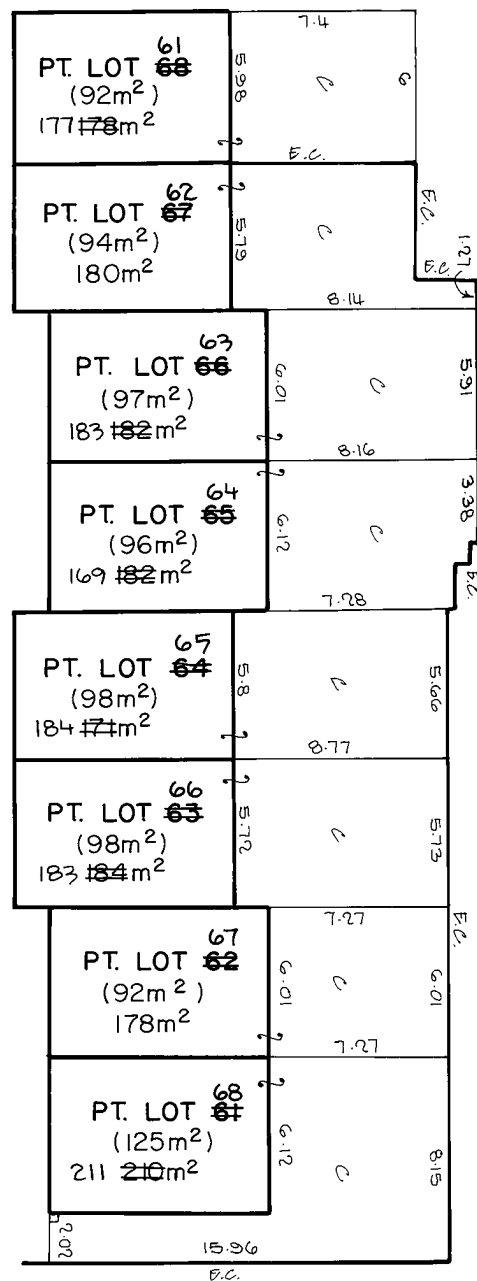 7.4
61
PT. LOT 68
(92m²)
177 178m²
5.98
C
6
E.C.
62
PT. LOT 67
(94m²)
180m²
5.79
C
E.C.
E.C.
1.27
8.14
63
PT. LOT 66
(97m²)
183 182m²
6.01
C
5.91
8.16
64
PT. LOT 65
(96m²)
169 182m²
6.12
C
3.38
E.C.
7.28
65
PT. LOT 64
(98m²)
184 171m²
5.8
C
5.66
8.77
66
PT. LOT 63
(98m²)
183 184m²
5.72
C
5.73
7.27
E.C.
67
PT. LOT 62
(92m²)
178m²
6.01
C
6.01
7.27
68
PT. LOT 61
(125m²)
211 210m²
6.12
C
8.15
2.02
15.96
E.C.